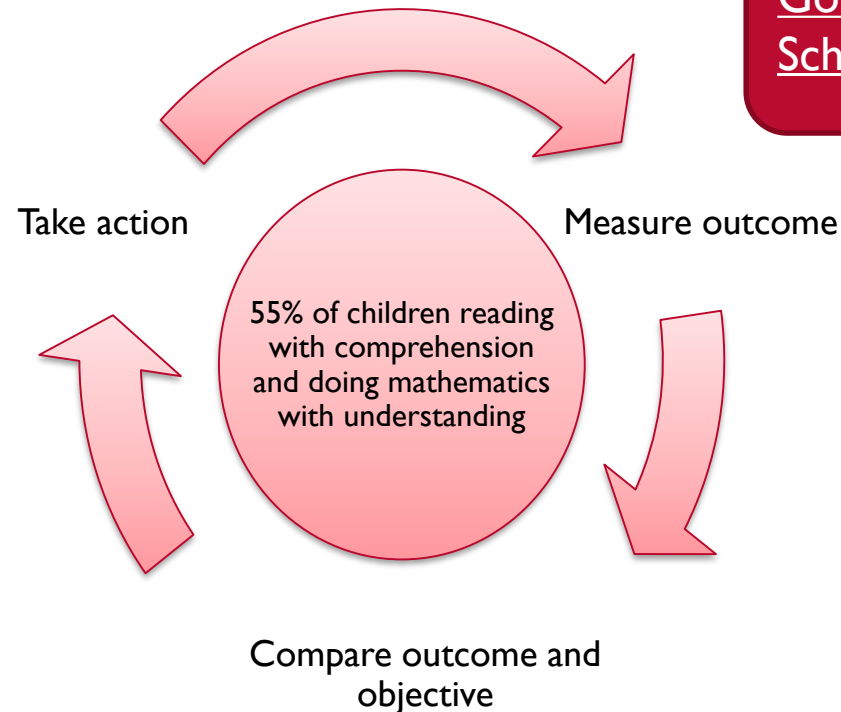 Take action
Measure outcome
55% of children reading
with comprehension
and doing mathematics
with understanding
Compare outcome and
objective